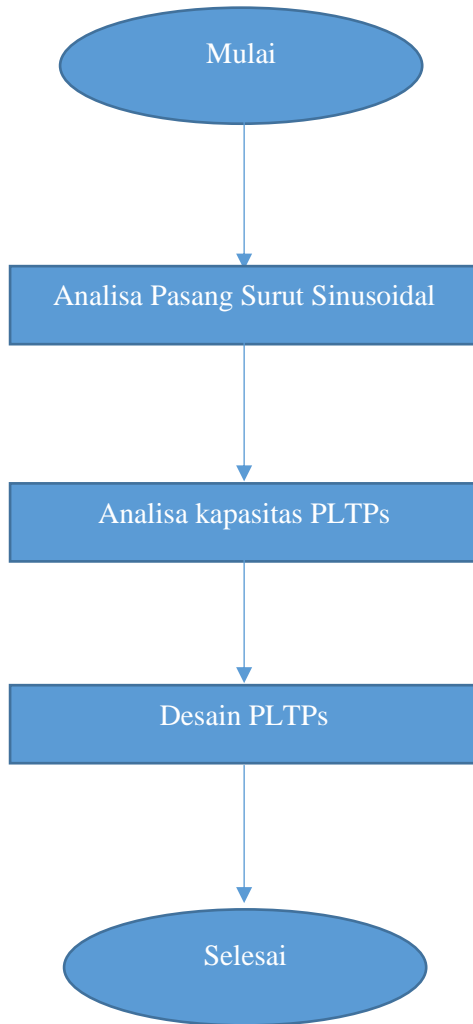 Mulai
Analisa Pasang Surut Sinusoidal
Analisa kapasitas PLTPs
Desain PLTPs
Selesai